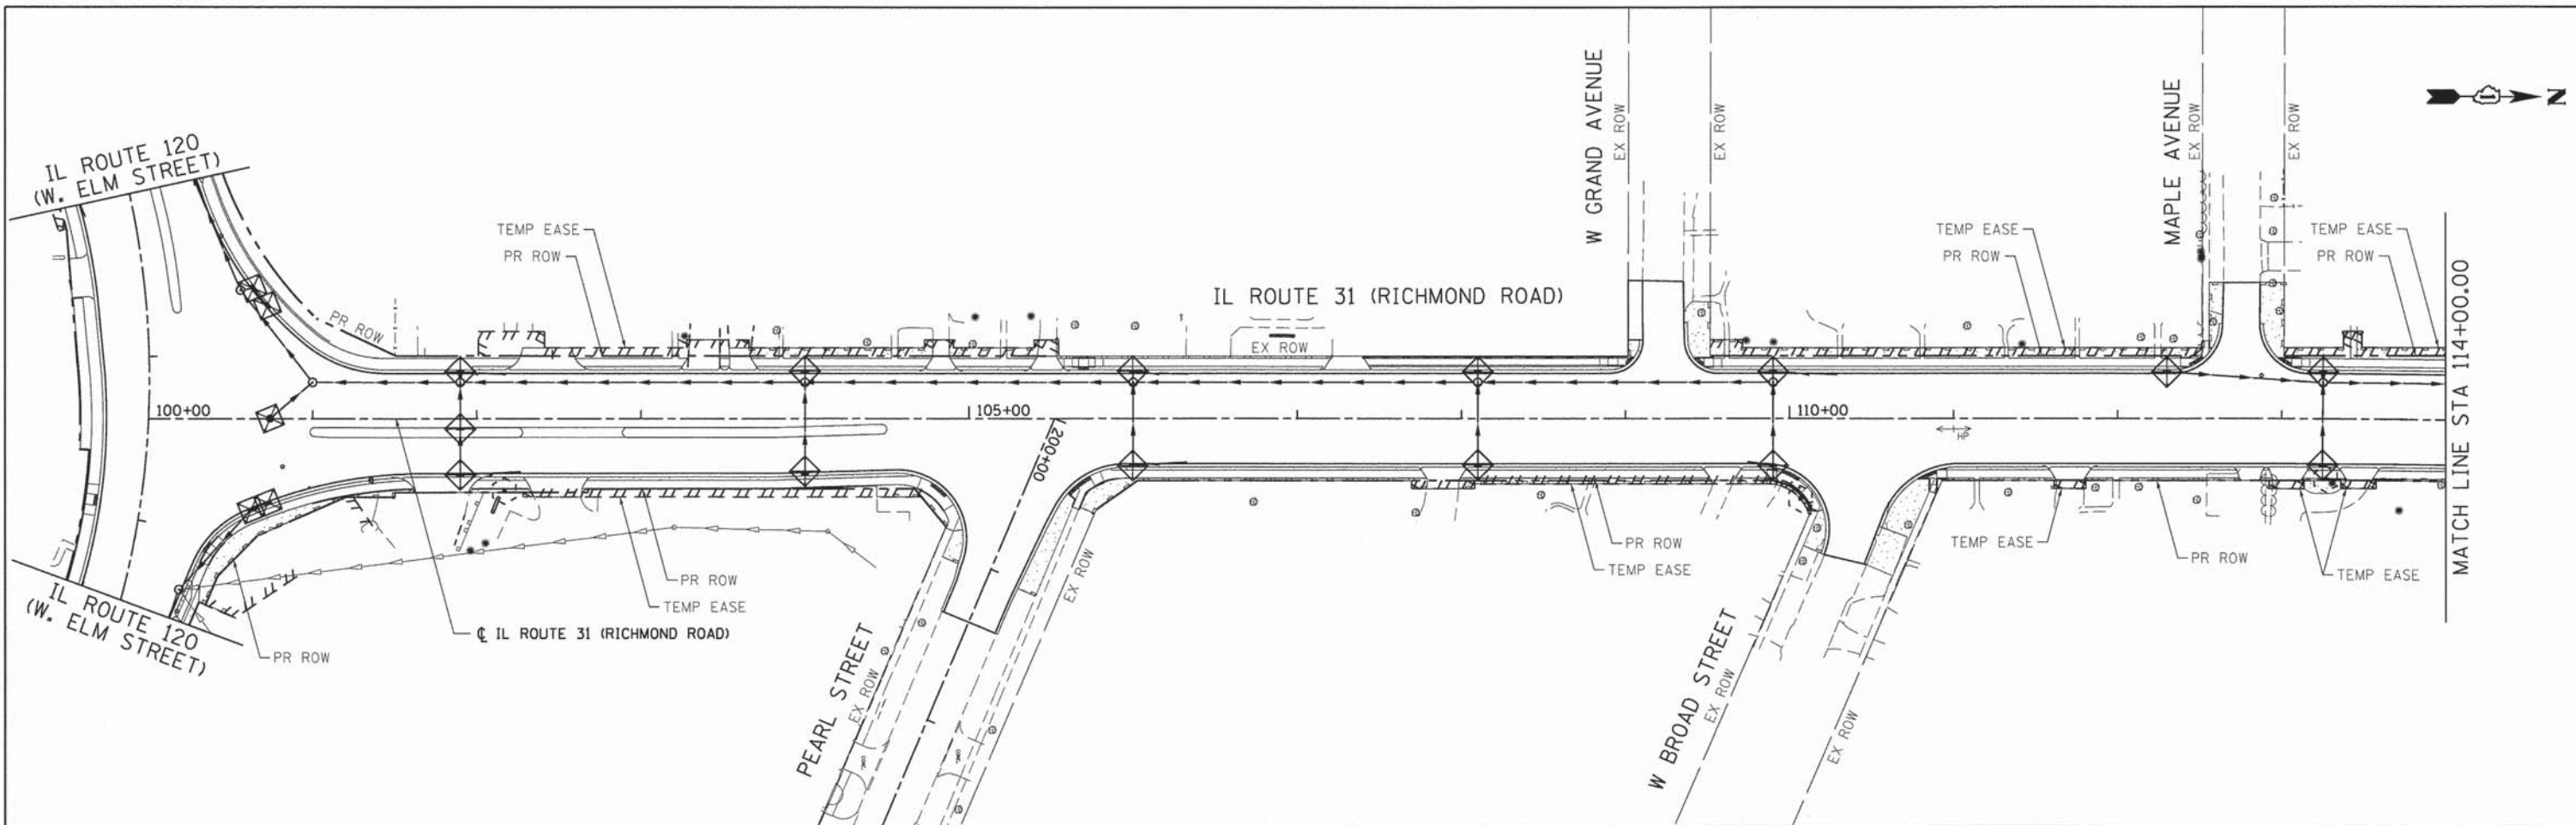 IL ROUTE 120
(W. ELM STREET)
TEMP EASE
PR ROW
PR ROW
IL ROUTE 31 (RICHMOND ROAD)
EX ROW
W GRAND AVENUE
EX ROW
EX ROW
TEMP EASE
PR ROW
MAPLE AVENUE
EX ROW
EX ROW
TEMP EASE
PR ROW
N
100+00
105+00
110+00
200+00
HP
MATCH LINE STA 114+00.00
IL ROUTE 120
(W. ELM STREET)
PR ROW
PR ROW
TEMP EASE
℄ IL ROUTE 31 (RICHMOND ROAD)
PEARL STREET
EX ROW
EX ROW
PR ROW
TEMP EASE
W BROAD STREET
EX ROW
EX ROW
TEMP EASE
PR ROW
TEMP EASE